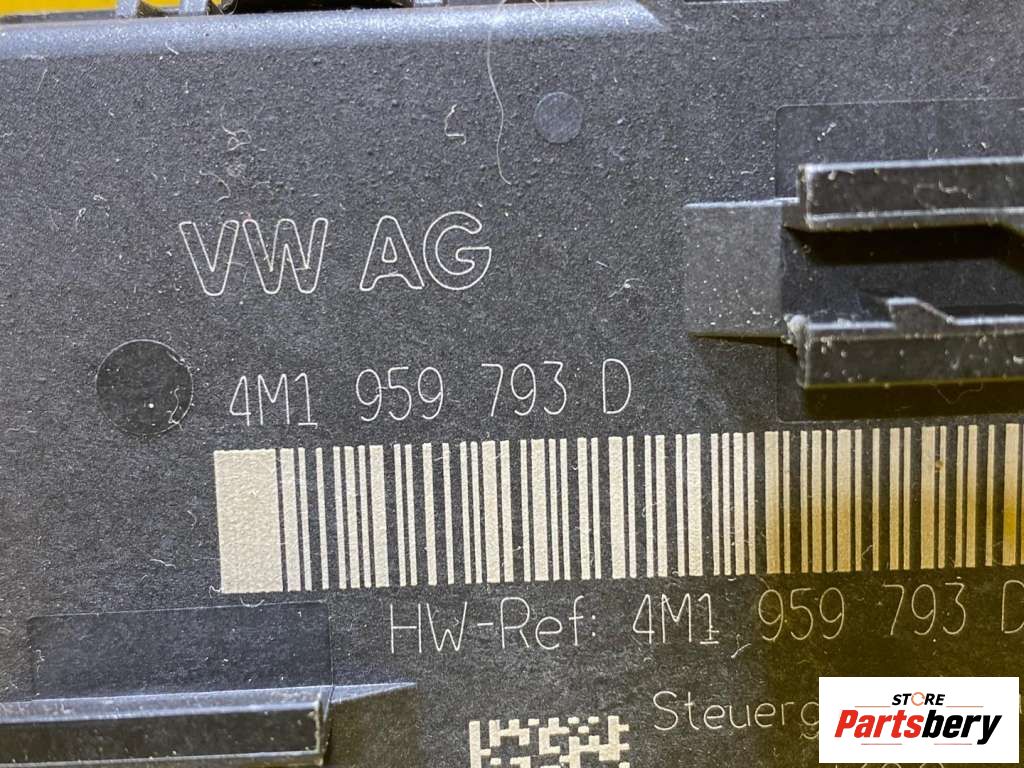 VW AG
4M1 959 793 D
HW-Ref: 4M1 959 793 D
STORE
Partsbery